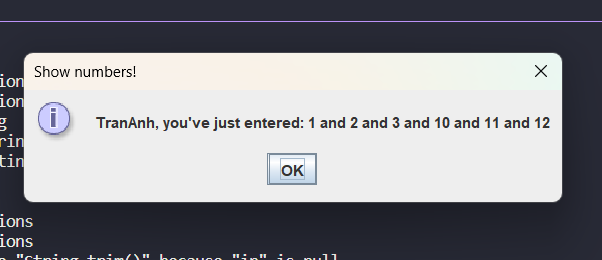 Show numbers!
TranAnh, you've just entered: 1 and 2 and 3 and 10 and 11 and 12
OK
ions
ions
"String.trim()" because "in" is null